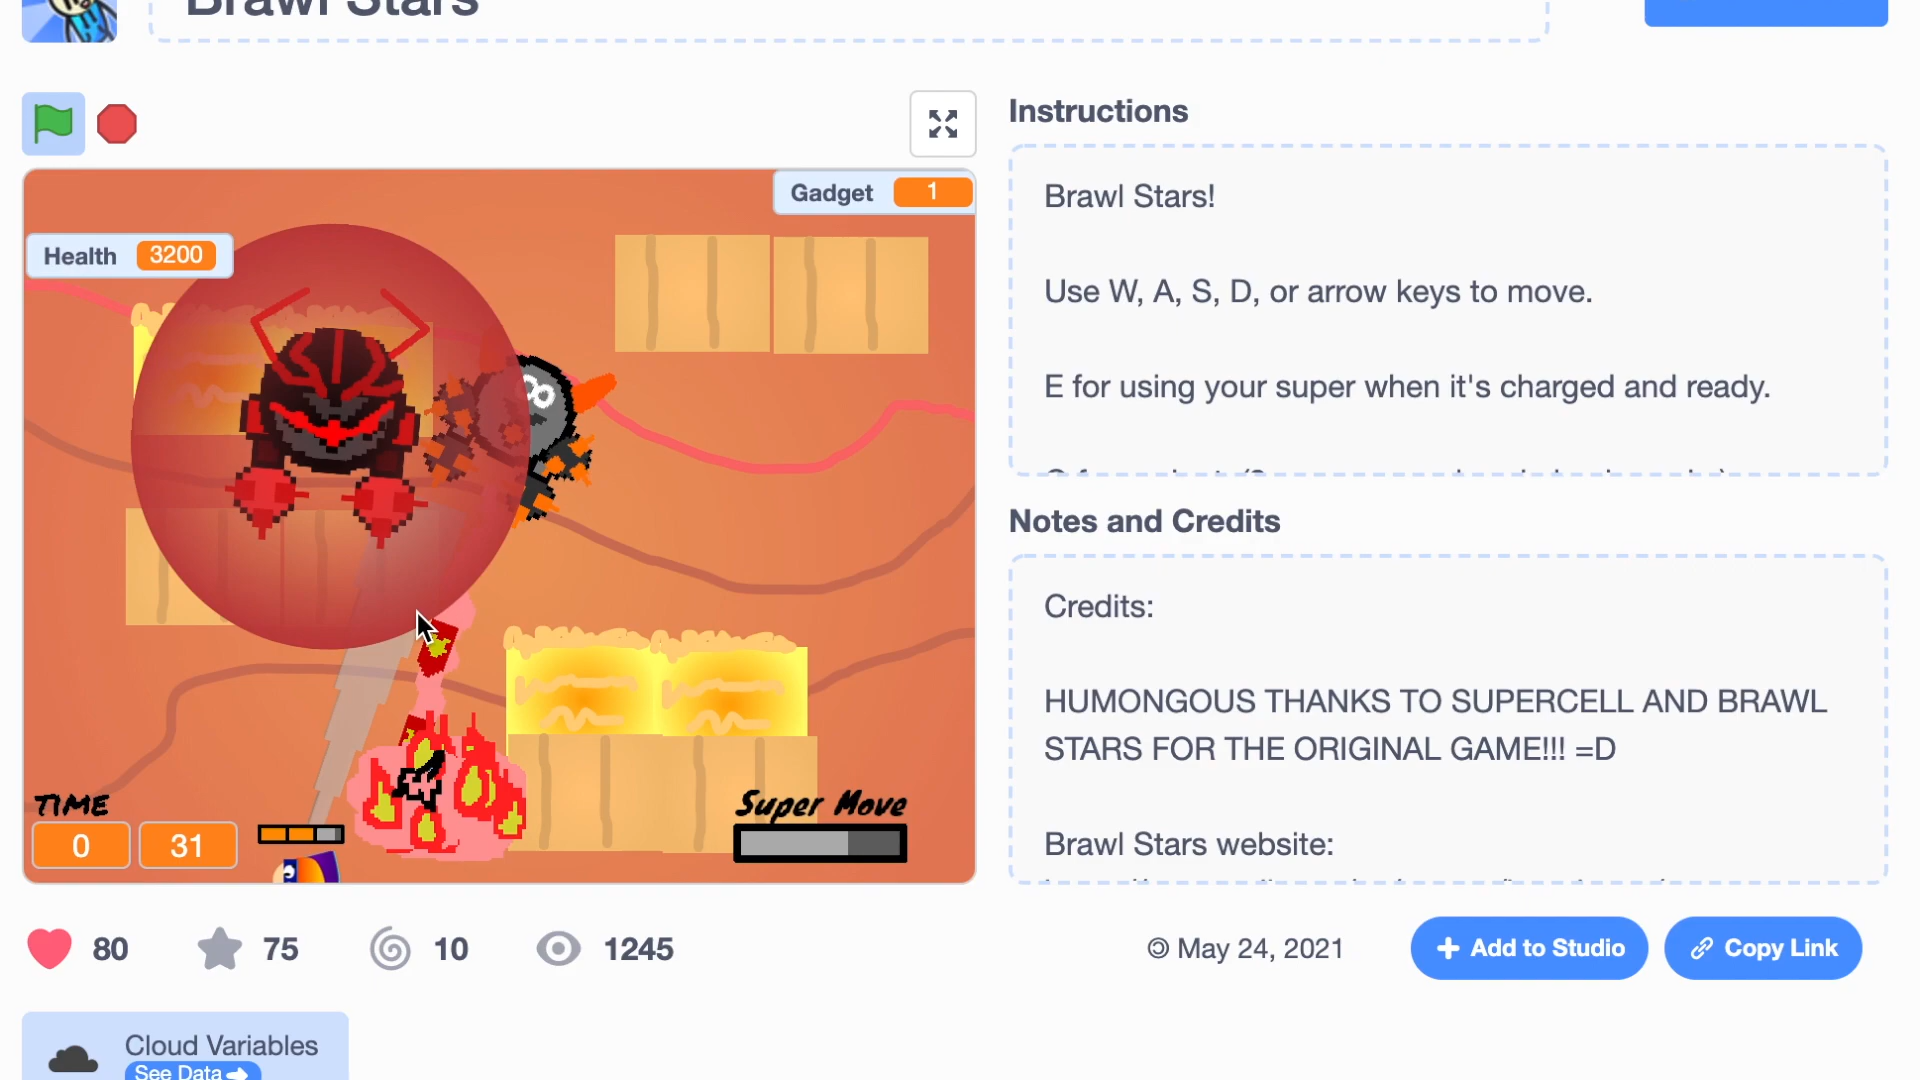 Brawl Stars
Instructions
Gadget 1
Health 3200
Brawl Stars!
Use W, A, S, D, or arrow keys to move.
E for using your super when it's charged and ready.
Notes and Credits
Credits:
HUMONGOUS THANKS TO SUPERCELL AND BRAWL
STARS FOR THE ORIGINAL GAME!!! =D
Brawl Stars website:
TIME
0 31
Super Move
80 75 10 1245
© May 24, 2021
Add to Studio
Copy Link
Cloud Variables
See Data